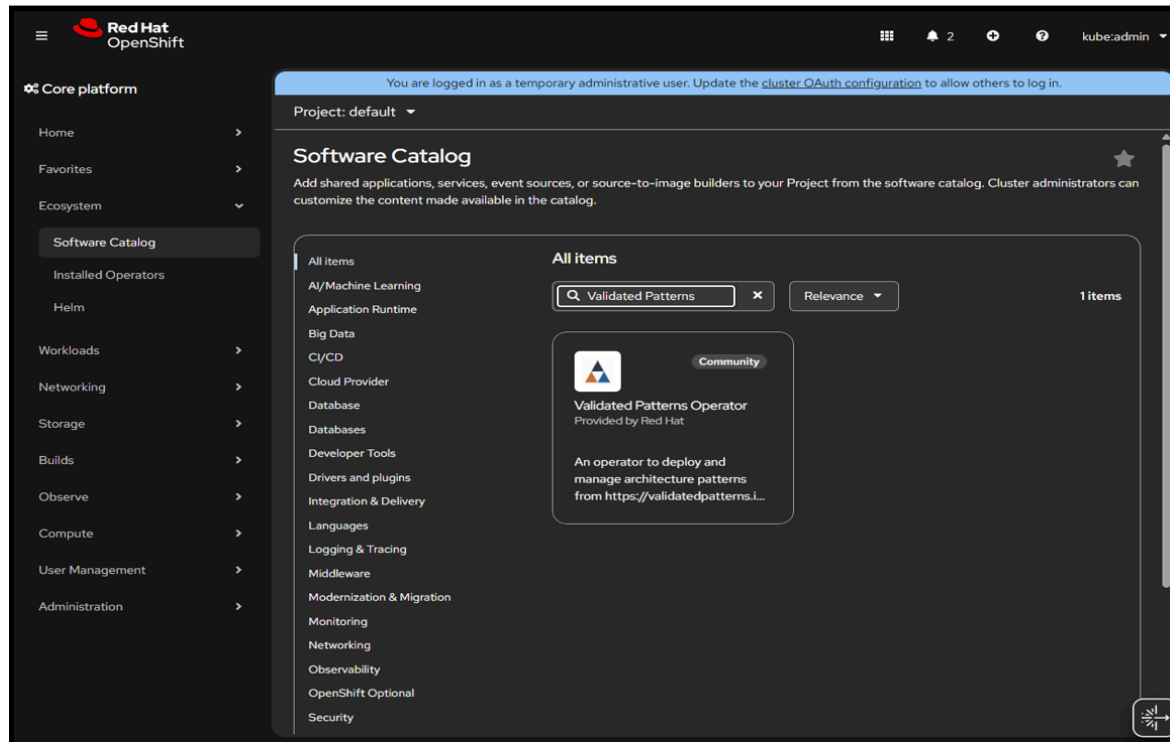 Red Hat
OpenShift
2
kube:admin
Core platform
Home
Favorites
Ecosystem
Software Catalog
Installed Operators
Helm
Workloads
Networking
Storage
Builds
Observe
Compute
User Management
Administration
You are logged in as a temporary administrative user. Update the cluster OAuth configuration to allow others to log in.
Project: default
Software Catalog
Add shared applications, services, event sources, or source-to-image builders to your Project from the software catalog. Cluster administrators can
customize the content made available in the catalog.
All items
AI/Machine Learning
Application Runtime
Big Data
CI/CD
Cloud Provider
Database
Databases
Developer Tools
Drivers and plugins
Integration & Delivery
Languages
Logging & Tracing
Middleware
Modernization & Migration
Monitoring
Networking
Observability
OpenShift Optional
Security
All items
Validated Patterns
Relevance
1 items
Community
Validated Patterns Operator
Provided by Red Hat
An operator to deploy and
manage architecture patterns
from https://validatedpatterns.i...